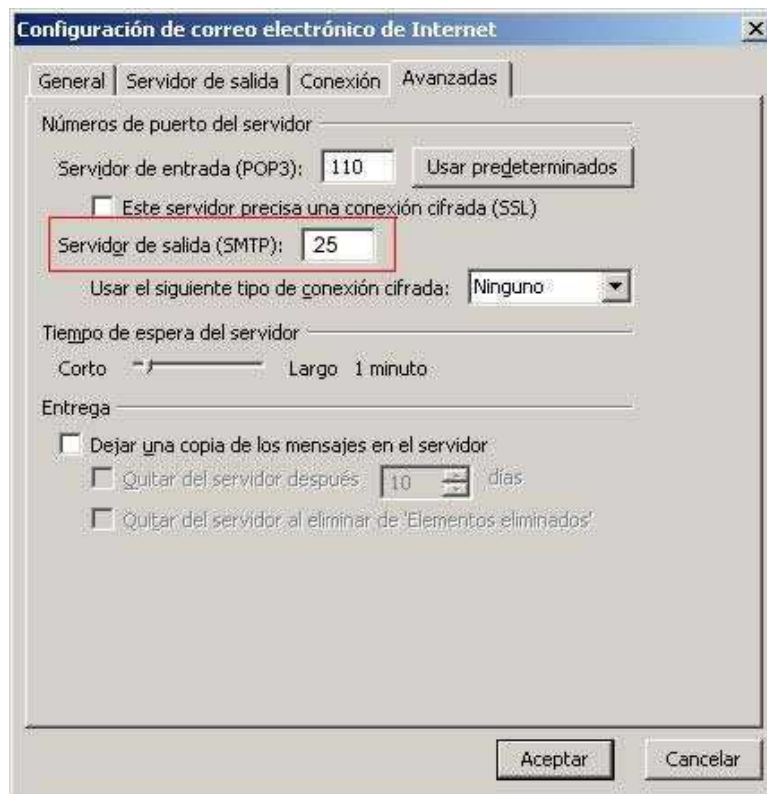 Configuración de correo electrónico de Internet
General Servidor de salida Conexión Avanzadas
Números de puerto del servidor
Servidor de entrada (POP3): 110 Usar predeterminados
Este servidor precisa una conexión cifrada (SSL)
Servidor de salida (SMTP): 25
Usar el siguiente tipo de conexión cifrada: Ninguno
Tiempo de espera del servidor
Corto Largo 1 minuto
Entrega
Dejar una copia de los mensajes en el servidor
Quitar del servidor después 10 días
Quitar del servidor al eliminar de 'Elementos eliminados'
Aceptar Cancelar